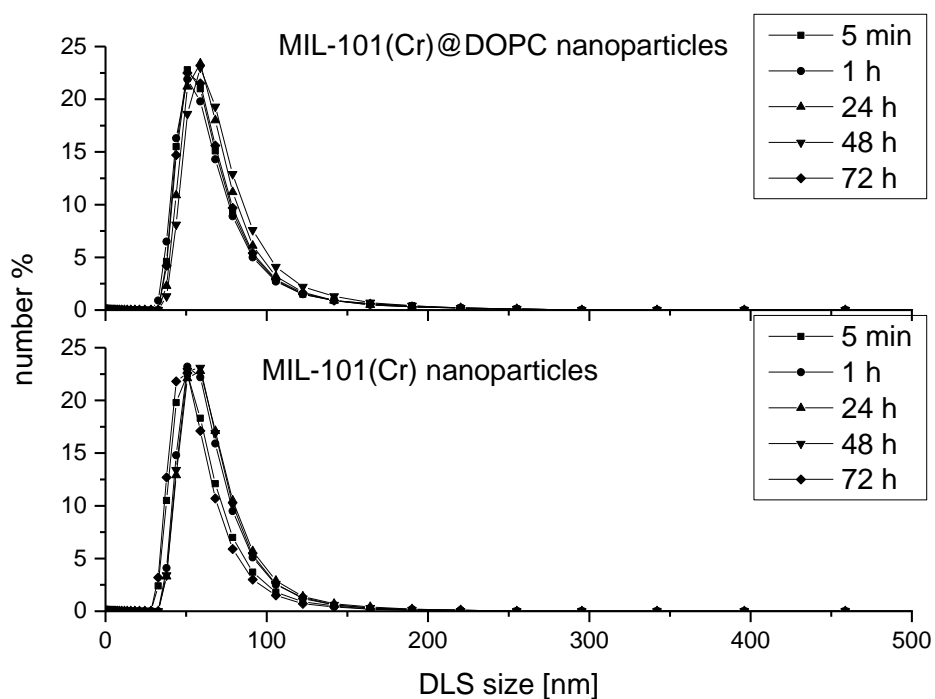 MIL-101(Cr)@DOPC nanoparticles
5 min
1 h
24 h
48 h
72 h
25
20
15
10
5
0
number %
MIL-101(Cr) nanoparticles
5 min
1 h
24 h
48 h
72 h
25
20
15
10
5
0
0 100 200 300 400 500
DLS size [nm]